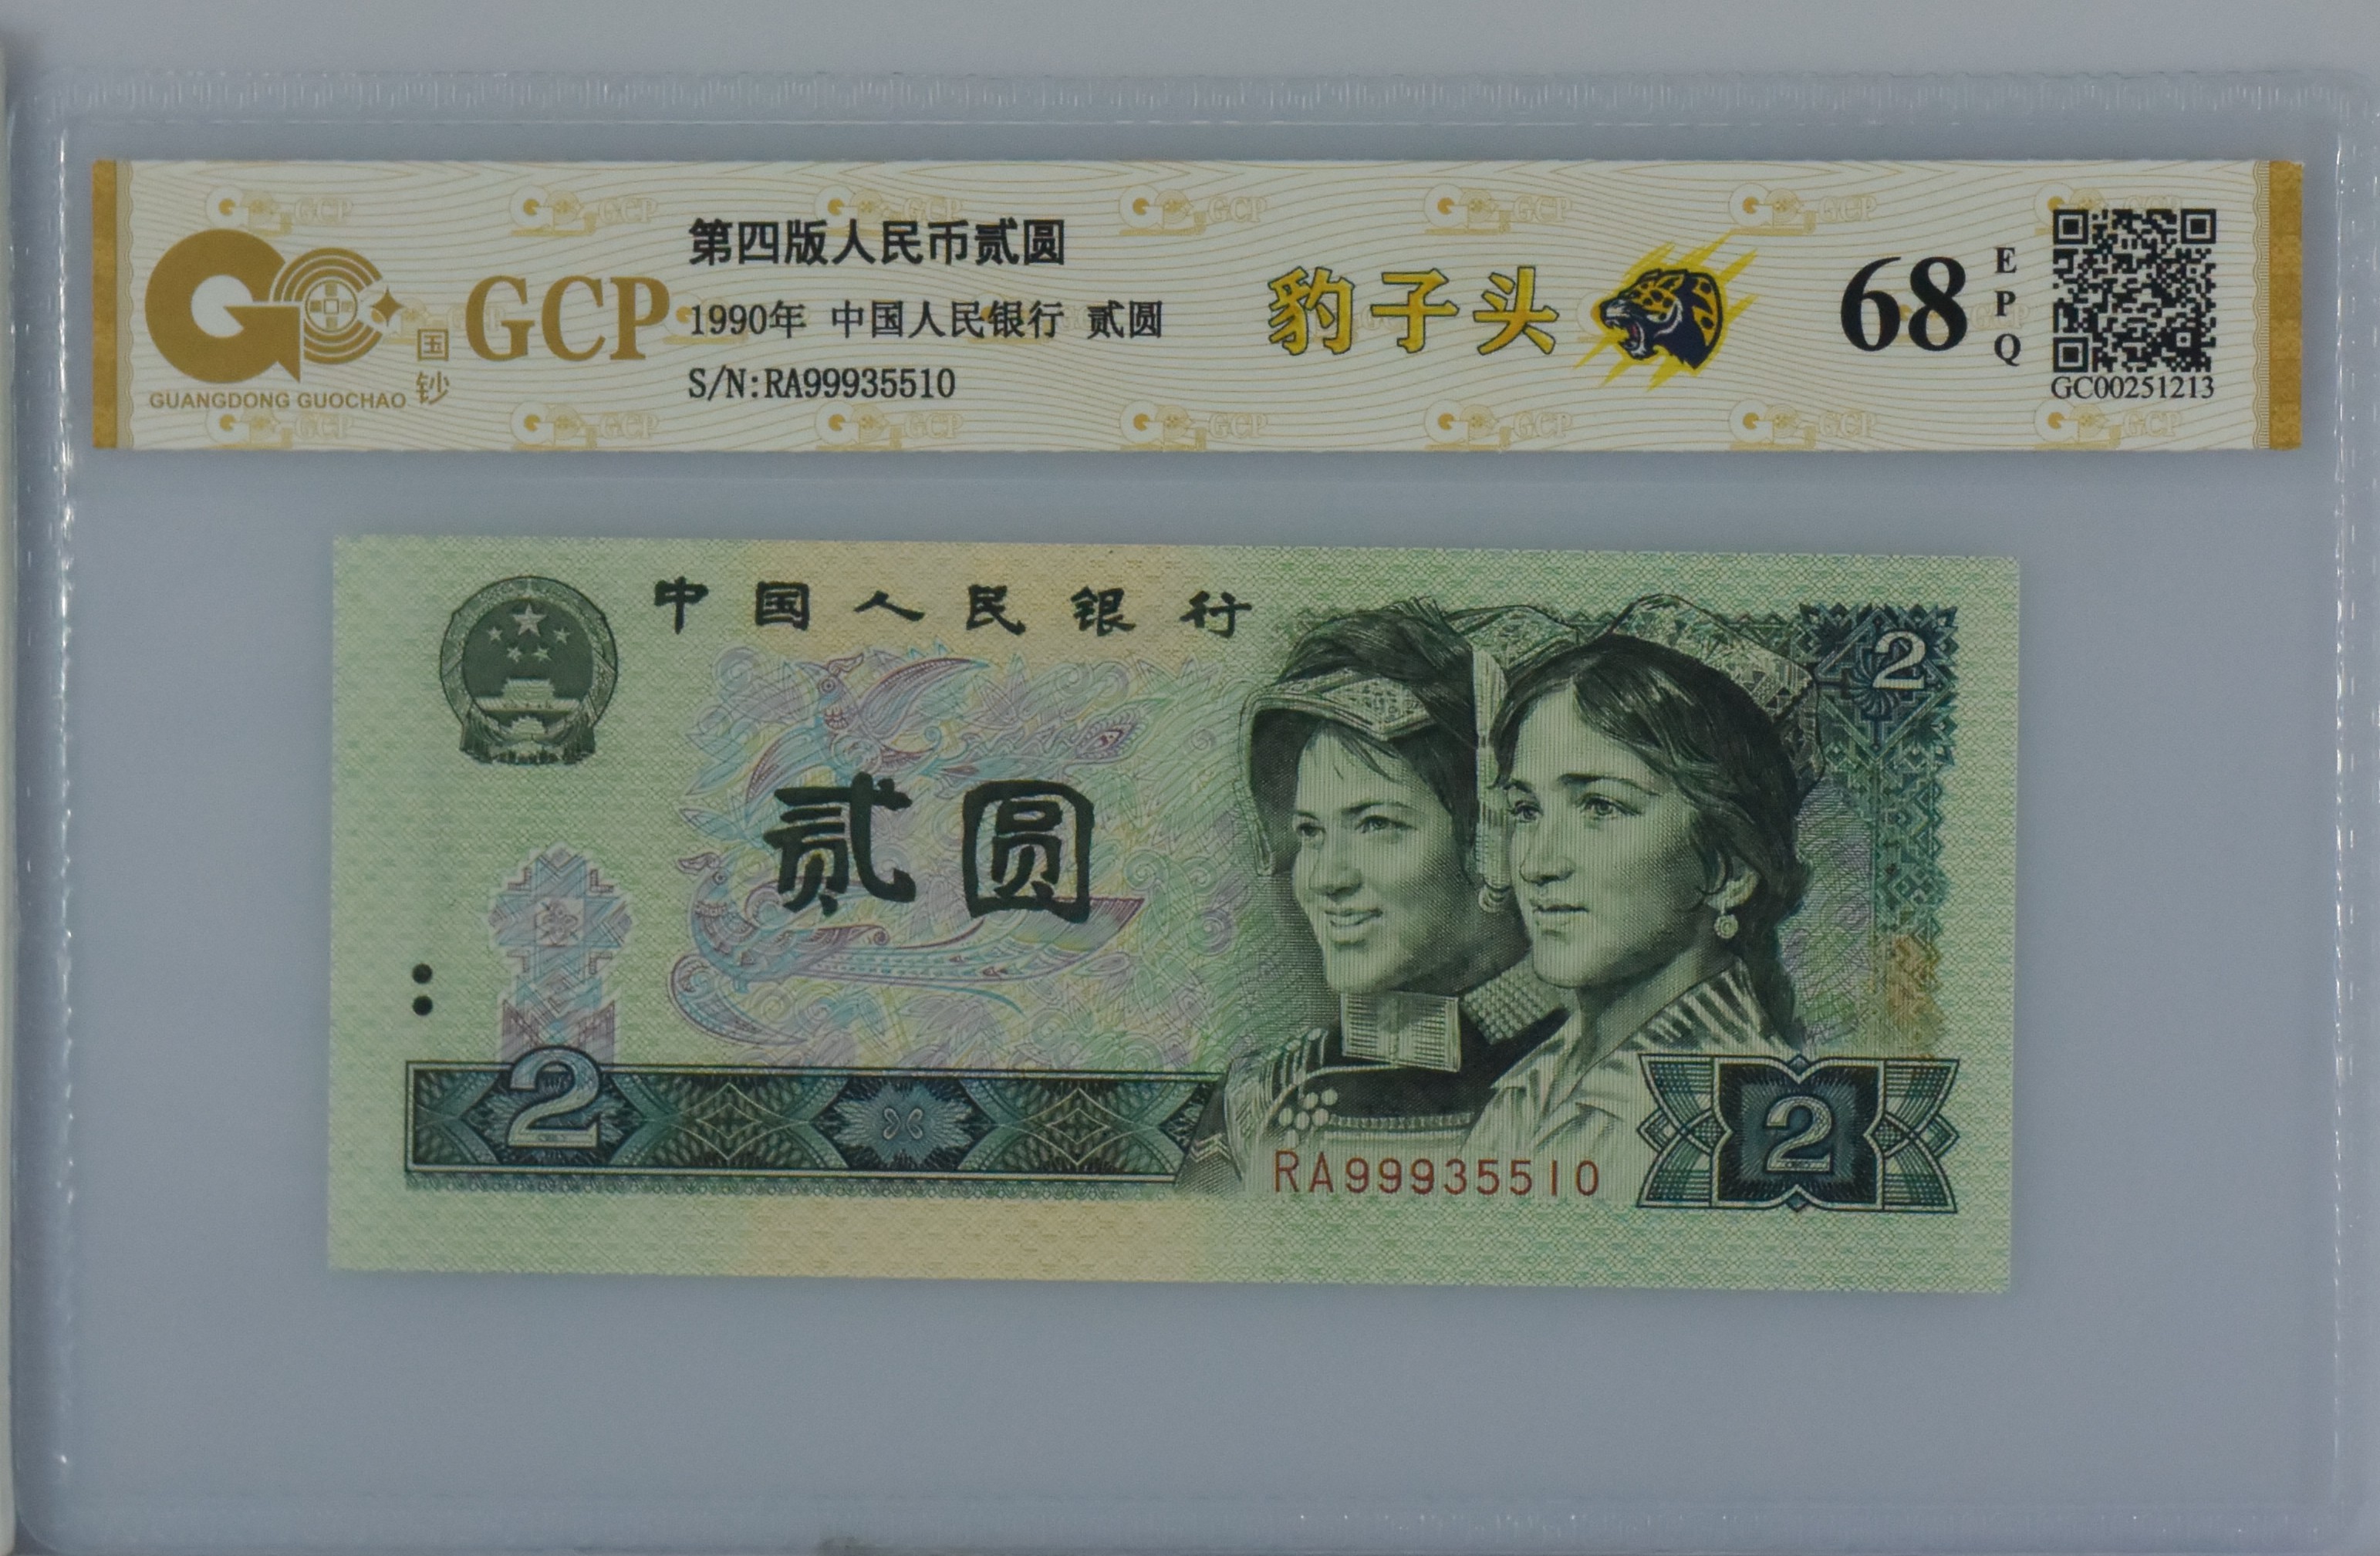 第四版人民币贰圆
GCP
国钞
GUANGDONG GUOCHAO
1990年 中国人民银行 贰圆
S/N:RA99935510
豹子头
68
EPQ
GC00251213
中国人民银行
2
贰圆
2
RA99935510
2